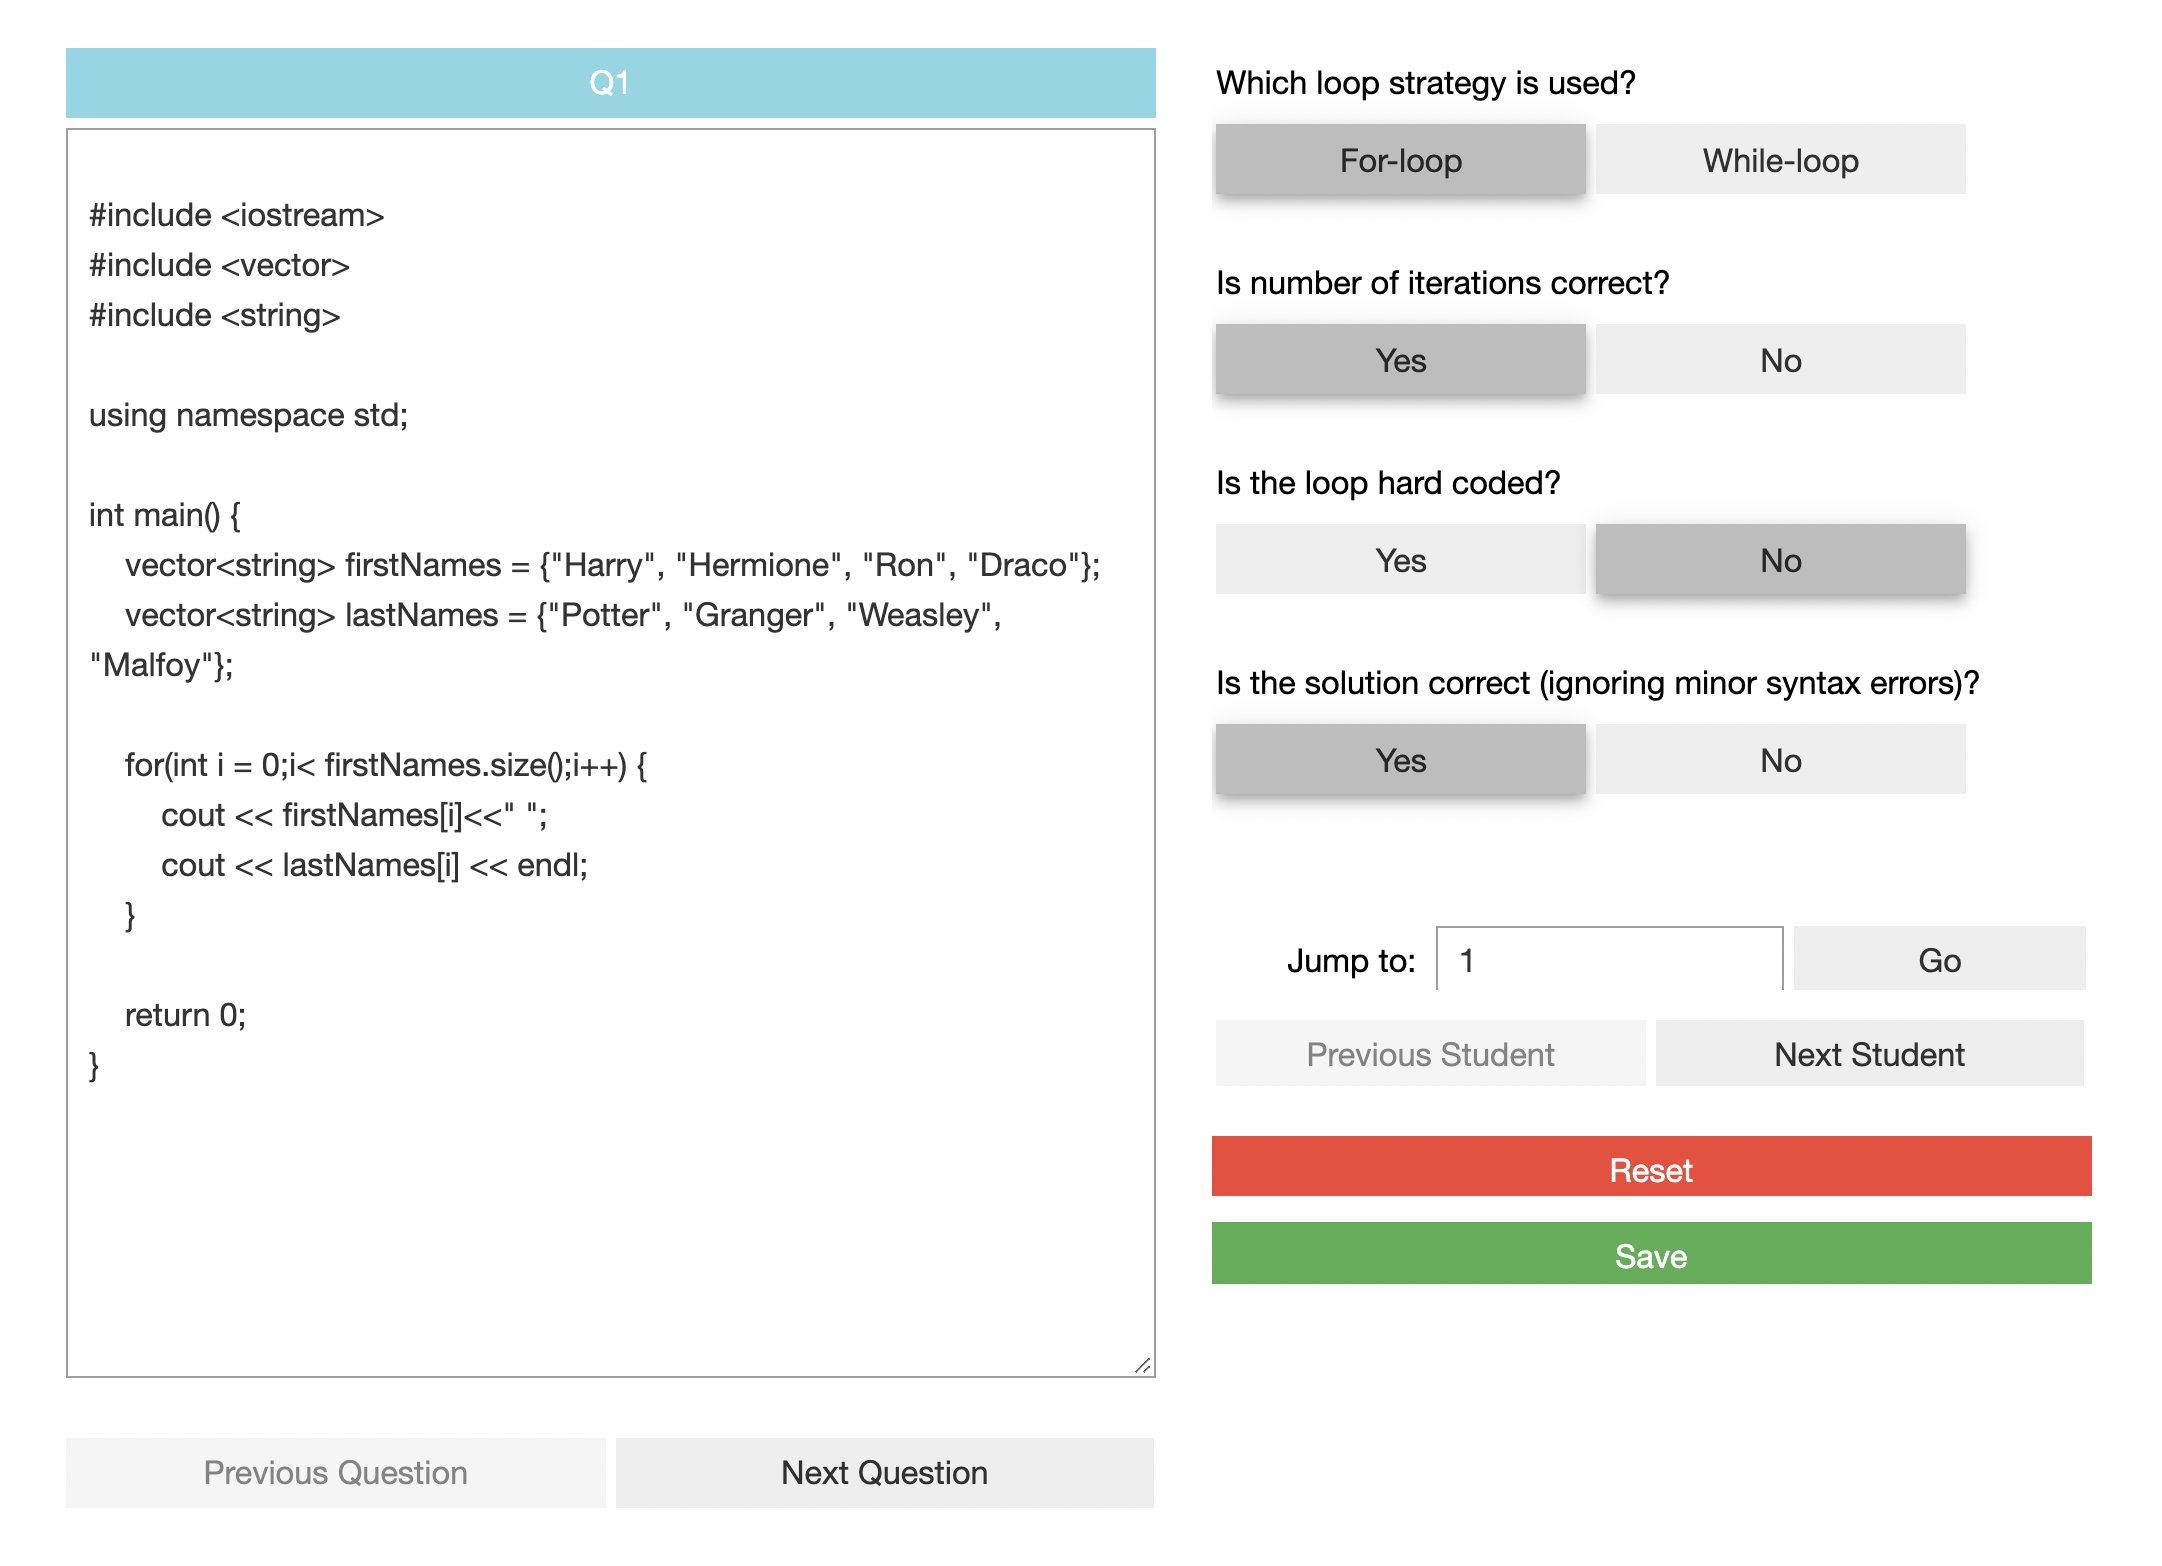 Q1
#include <iostream>
#include <vector>
#include <string>
using namespace std;
int main() {
vector<string> firstNames = {"Harry", "Hermione", "Ron", "Draco"};
vector<string> lastNames = {"Potter", "Granger", "Weasley",
"Malfoy"};
for(int i = 0;i< firstNames.size();i++) {
cout << firstNames[i]<<" ";
cout << lastNames[i] << endl;
}
return 0;
}
Previous Question
Next Question
Which loop strategy is used?
For-loop
While-loop
Is number of iterations correct?
Yes
No
Is the loop hard coded?
Yes
No
Is the solution correct (ignoring minor syntax errors)?
Yes
No
Jump to:
1
Go
Previous Student
Next Student
Reset
Save